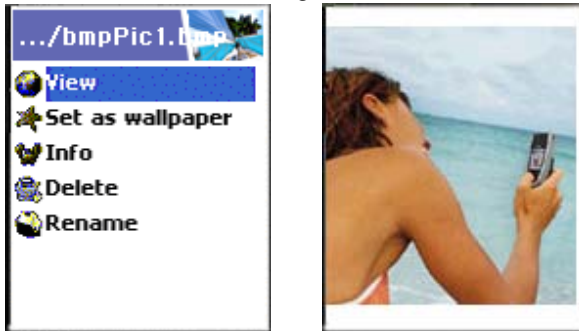 .../bmpPic1.bmp
View
Set as wallpaper
Info
Delete
Rename